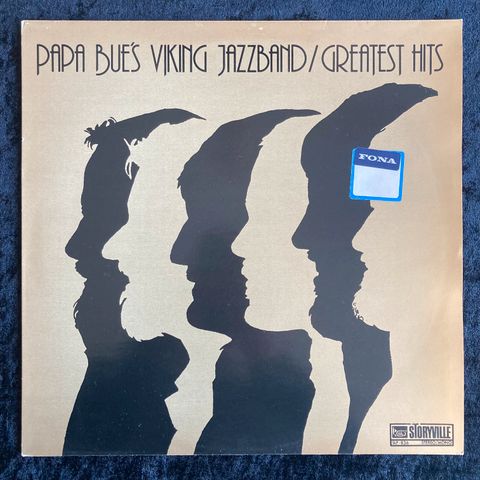 PAPA BUE'S VIKING JAZZBAND/GREATEST HITS
FONA
STORYVILLE